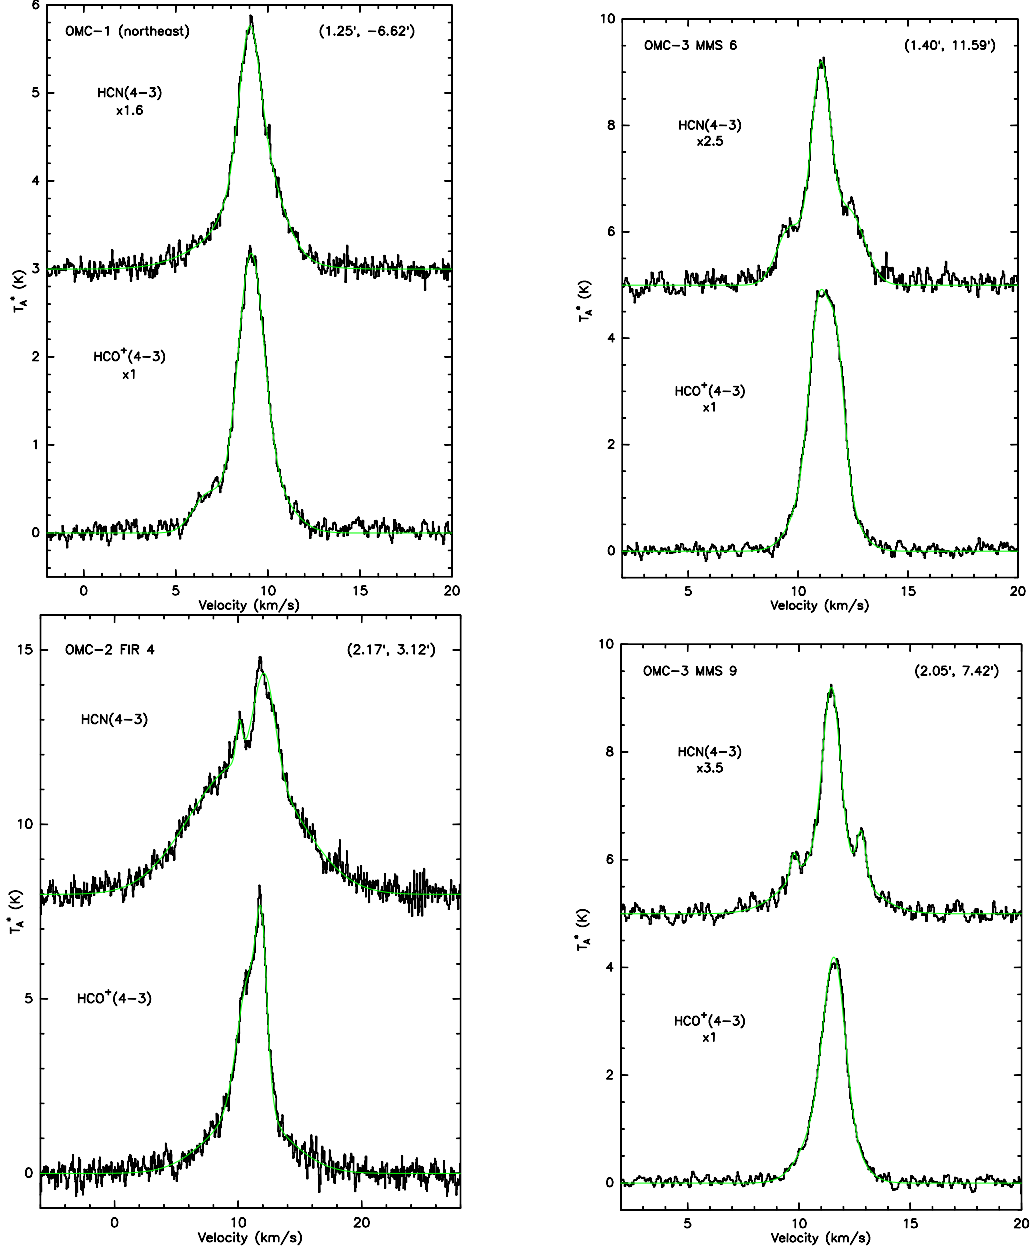 OMC-1 (northeast) (1.25', -6.62')
HCN(4-3)
x1.6
HCO+(4-3)
x1
TA* (K)
6
5
4
3
2
1
0
0 5 10 15 20
Velocity (km/s)
OMC-3 MMS 6 (1.40', 11.59')
HCN(4-3)
x2.5
HCO+(4-3)
x1
TA* (K)
10
8
6
4
2
0
5 10 15 20
Velocity (km/s)
OMC-2 FIR 4 (2.17', 3.12')
HCN(4-3)
HCO+(4-3)
TA* (K)
15
10
5
0
0 10 20
Velocity (km/s)
OMC-3 MMS 9 (2.05', 7.42')
HCN(4-3)
x3.5
HCO+(4-3)
x1
TA* (K)
10
8
6
4
2
0
5 10 15 20
Velocity (km/s)